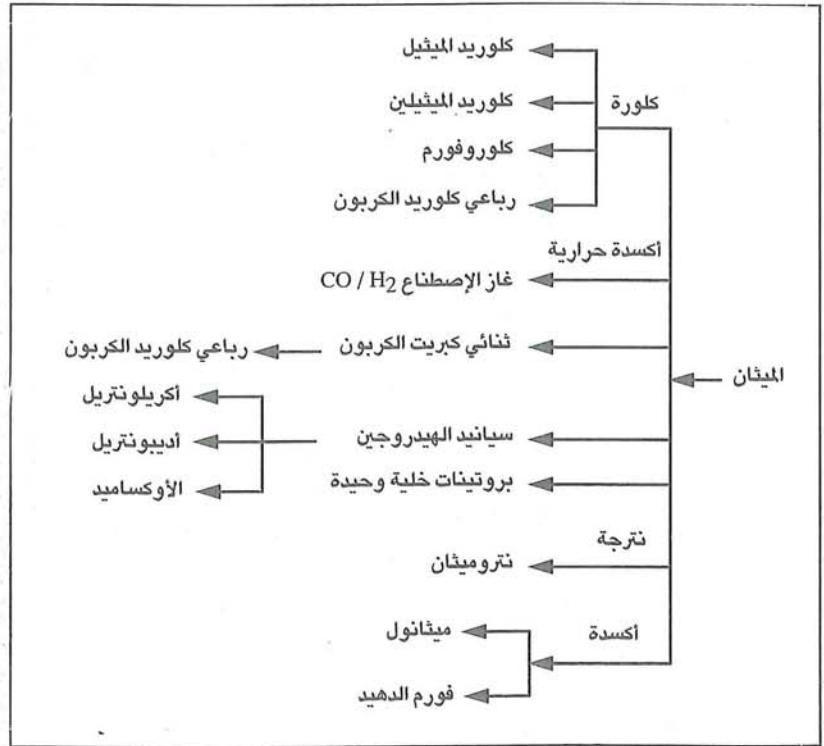 كلوريد الميثيل
كلورة
كلوريد الميثيلين
كلوروفورم
رباعي كلوريد الكربون
أكسدة حرارية
غاز الإصطناع CO / H2
ثنائي كبريت الكربون
رباعي كلوريد الكربون
الميثان
أكريلونتريل
سيانيد الهيدروجين
أديبونتريل
بروتينات خلية وحيدة
الأوكساميد
نترجة
نتروميثان
أكسدة
ميثانول
فورم الدهيد